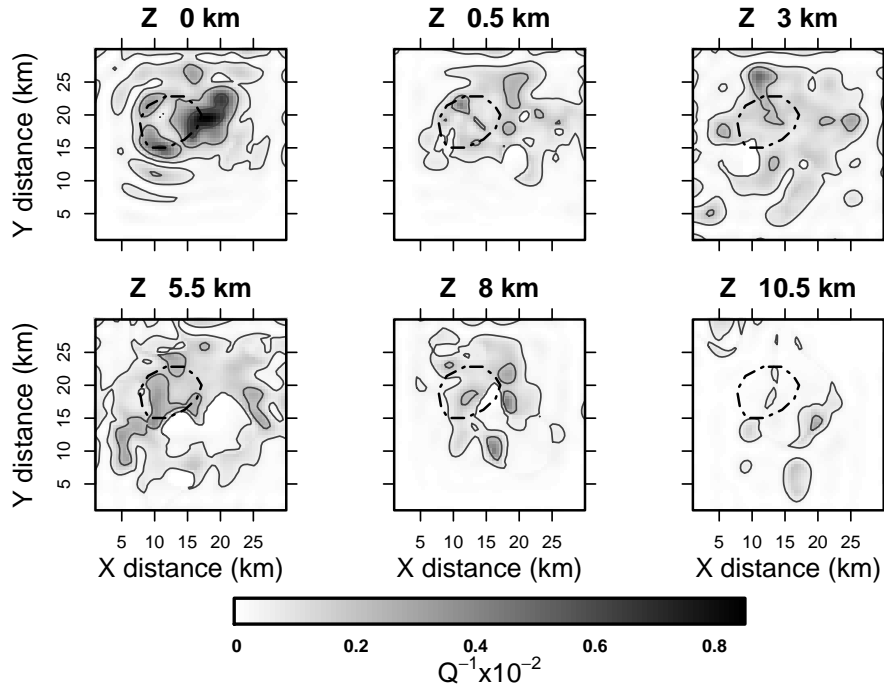 Z 0 km
Z 0.5 km
Z 3 km
Y distance (km)
25
20
15
10
5
Z 5.5 km
Z 8 km
Z 10.5 km
Y distance (km)
25
20
15
10
5
5 10 15 20 25
5 10 15 20 25
5 10 15 20 25
X distance (km)
X distance (km)
X distance (km)
0 0.2 0.4 0.6 0.8
Q⁻¹x10⁻²